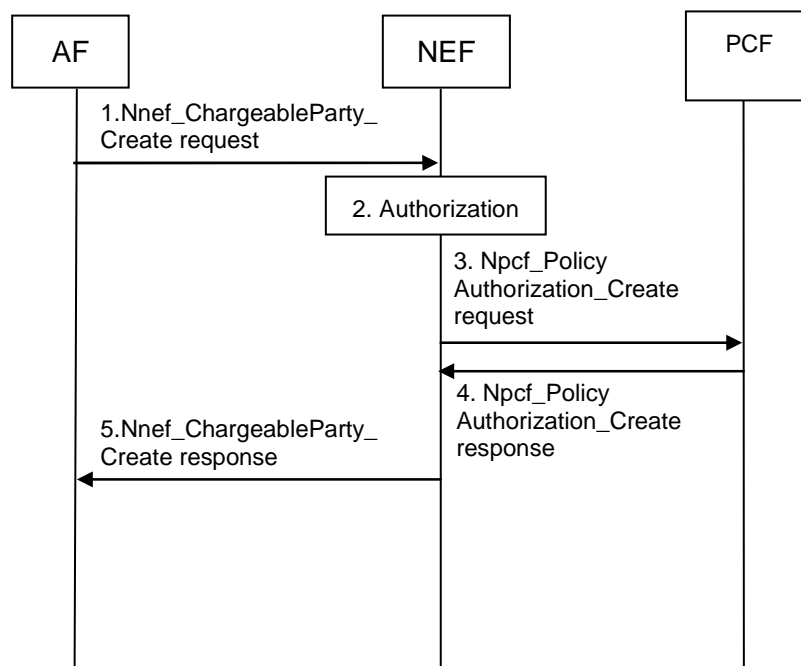 AF
NEF
PCF
1.Nnef_ChargeableParty_
Create request
2. Authorization
3. Npcf_Policy
Authorization_Create
request
4. Npcf_Policy
Authorization_Create
response
5.Nnef_ChargeableParty_
Create response